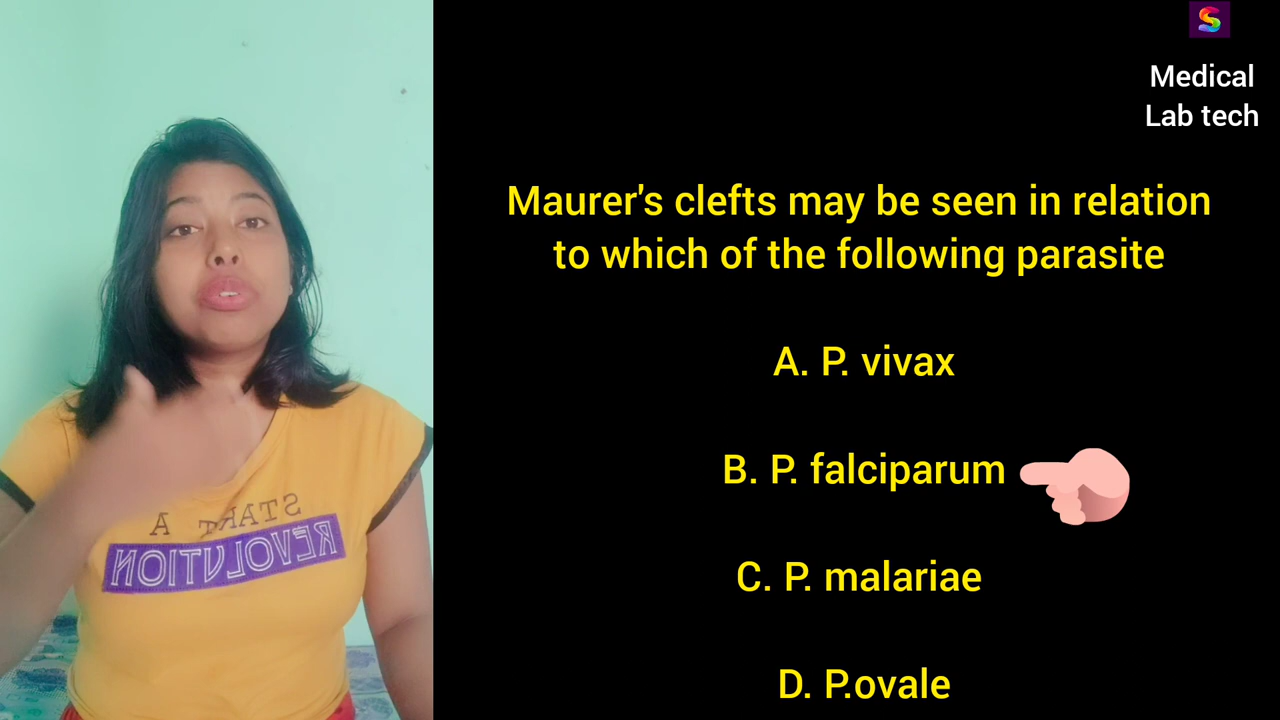 Medical
Lab tech
Maurer's clefts may be seen in relation
to which of the following parasite
A. P. vivax
B. P. falciparum
C. P. malariae
D. P.ovale
START A
REVOLUTION